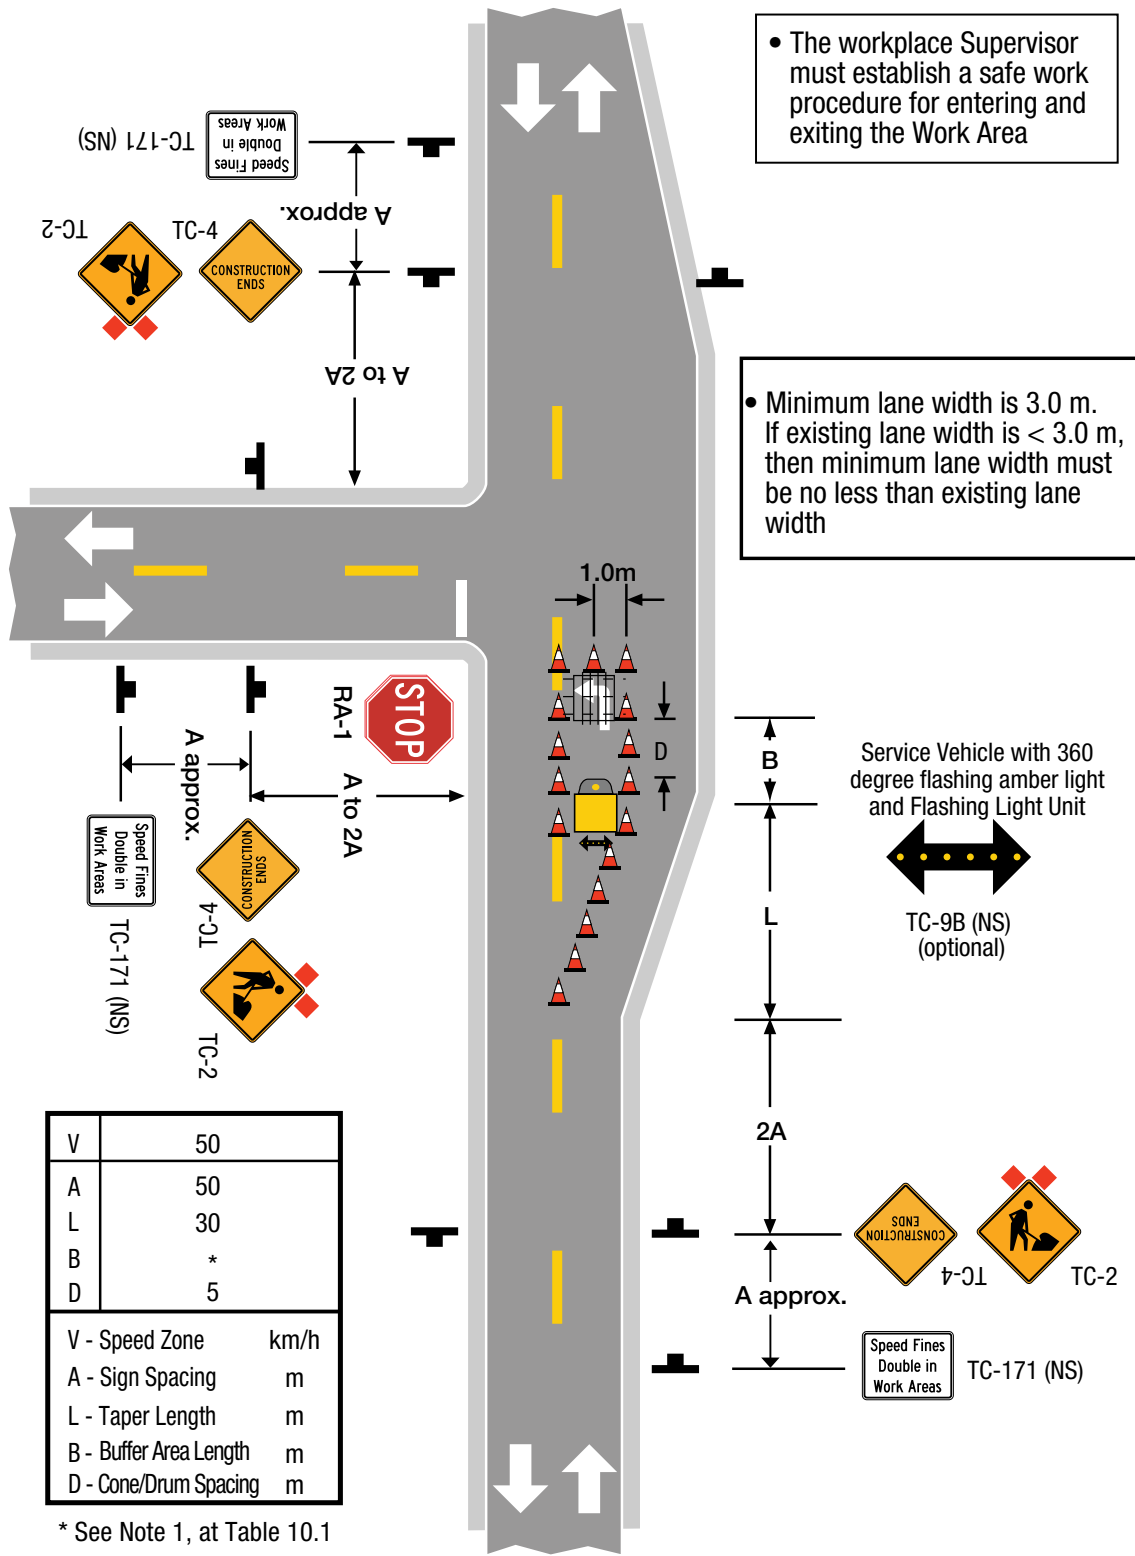 • The workplace Supervisor
must establish a safe work
procedure for entering and
exiting the Work Area
TC-171 (NS)
Speed Fines
Double in
Work Areas
A approx.
TC-2
TC-4
CONSTRUCTION
ENDS
A to 2A
• Minimum lane width is 3.0 m.
If existing lane width is < 3.0 m,
then minimum lane width must
be no less than existing lane
width
1.0m
STOP
RA-1
D
B
Service Vehicle with 360
degree flashing amber light
and Flashing Light Unit
TC-9B (NS)
(optional)
A approx.
A to 2A
Speed Fines
Double in
Work Areas
TC-171 (NS)
CONSTRUCTION
ENDS
TC-4
TC-2
L
2A
CONSTRUCTION
ENDS
TC-4
TC-2
A approx.
Speed Fines
Double in
Work Areas
TC-171 (NS)
V 50
A 50
L 30
B *
D 5
V - Speed Zone km/h
A - Sign Spacing m
L - Taper Length m
B - Buffer Area Length m
D - Cone/Drum Spacing m
* See Note 1, at Table 10.1